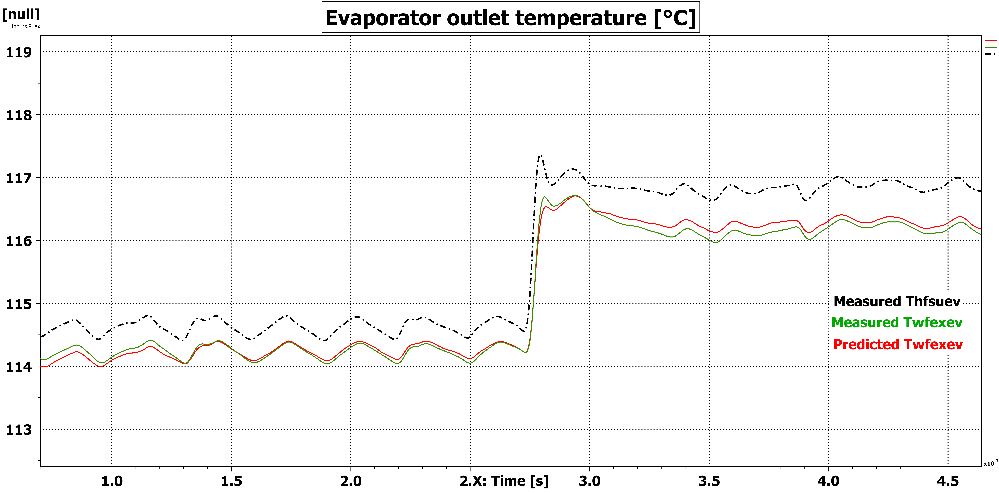 [null]
inputs.P_ex
Evaporator outlet temperature [°C]
119
118
117
116
115
114
113
Measured Thfsuev
Measured Twfexev
Predicted Twfexev
x10 3
1.0 1.5 2.0 2.X: Time [s] 3.0 3.5 4.0 4.5